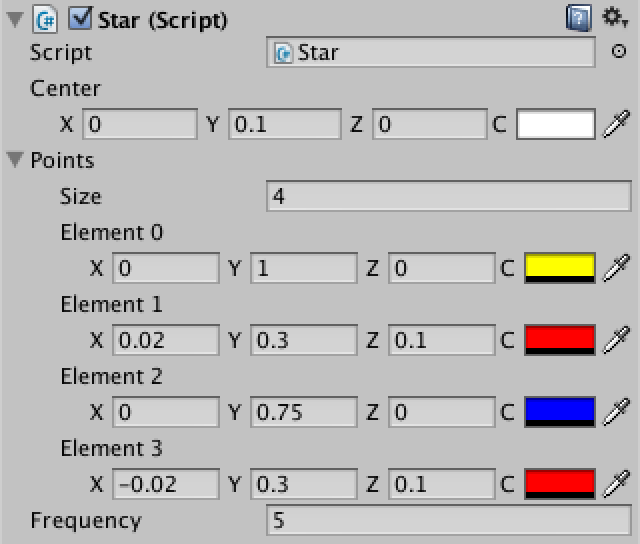 Star (Script)
Script Star
Center
X 0 Y 0.1 Z 0 C
Points
Size 4
Element 0
X 0 Y 1 Z 0 C
Element 1
X 0.02 Y 0.3 Z 0.1 C
Element 2
X 0 Y 0.75 Z 0 C
Element 3
X −0.02 Y 0.3 Z 0.1 C
Frequency 5